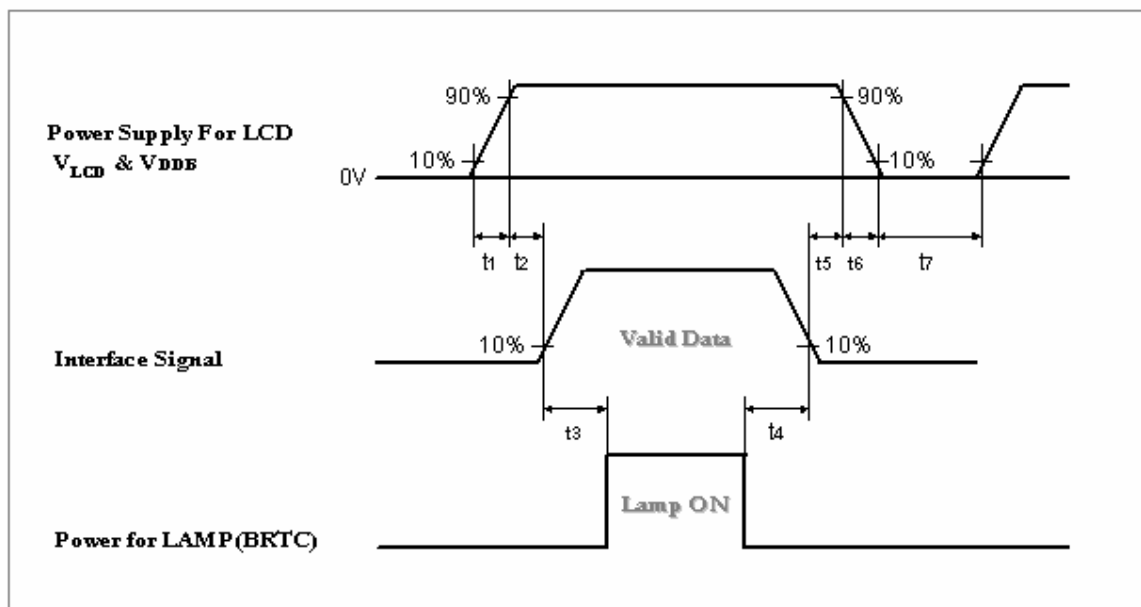 90%
90%
Power Supply For LCD
VLCD & VDDB
10%
10%
0V
t1
t2
t5
t6
t7
Valid Data
10%
10%
Interface Signal
t3
t4
Lamp ON
Power for LAMP(BRTC)